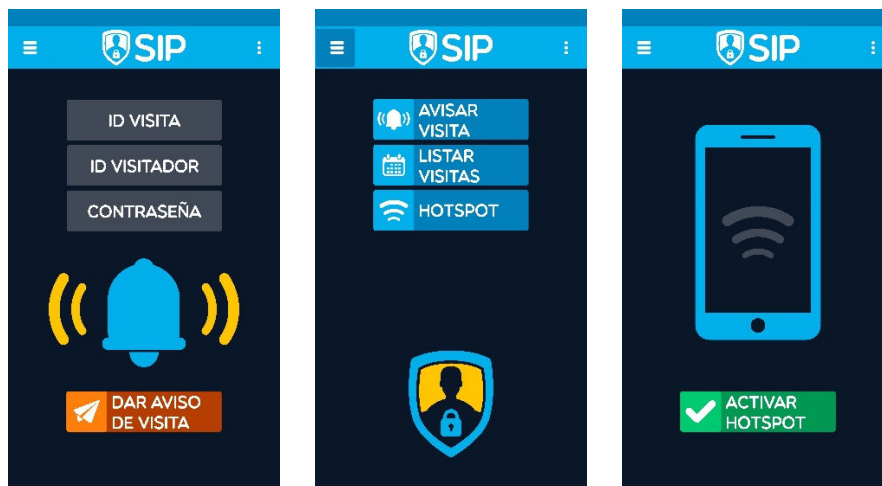 SIP
ID VISITA
ID VISITADOR
CONTRASEÑA
DAR AVISO
DE VISITA
SIP
AVISAR
VISITA
LISTAR
VISITAS
HOTSPOT
SIP
ACTIVAR
HOTSPOT